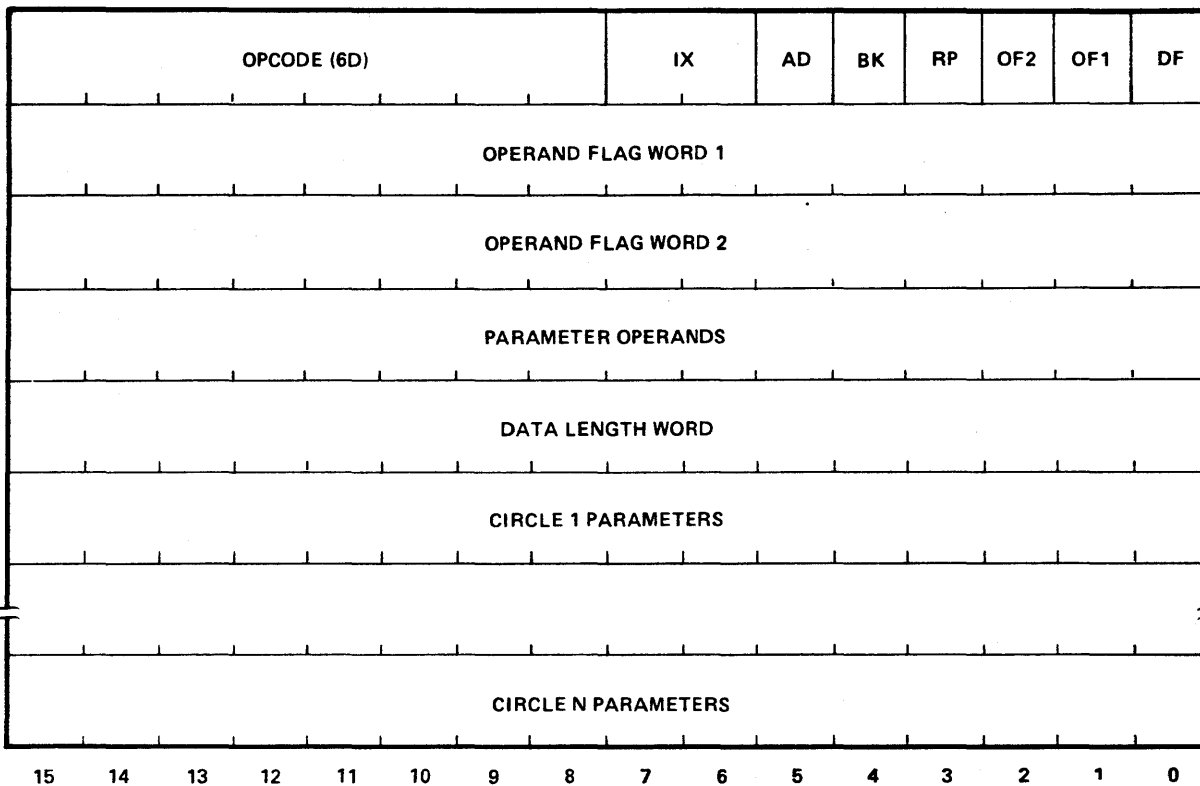 OPCODE (6D) IX AD BK RP OF2 OF1 DF
OPERAND FLAG WORD 1
OPERAND FLAG WORD 2
PARAMETER OPERANDS
DATA LENGTH WORD
CIRCLE 1 PARAMETERS
CIRCLE N PARAMETERS
15 14 13 12 11 10 9 8 7 6 5 4 3 2 1 0